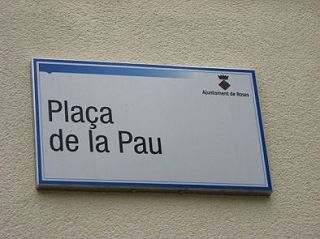 Ajuntament de Roses
Plaça
de la Pau